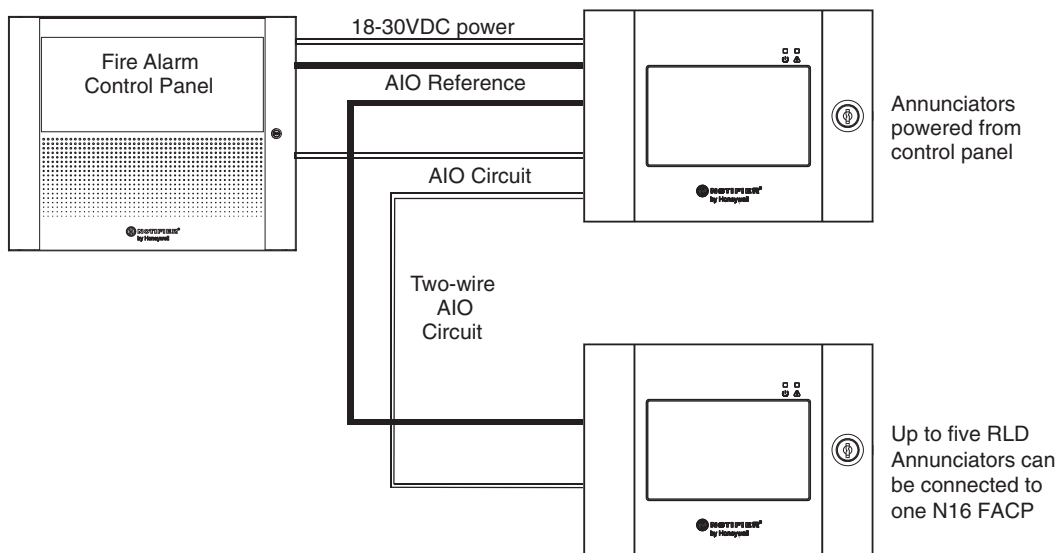 18-30VDC power
Fire Alarm
Control Panel
AIO Reference
Annunciators
powered from
control panel
AIO Circuit
NOTIFIER®
by Honeywell
NOTIFIER®
by Honeywell
Two-wire
AIO
Circuit
Up to five RLD
Annunciators can
be connected to
one N16 FACP
NOTIFIER®
by Honeywell